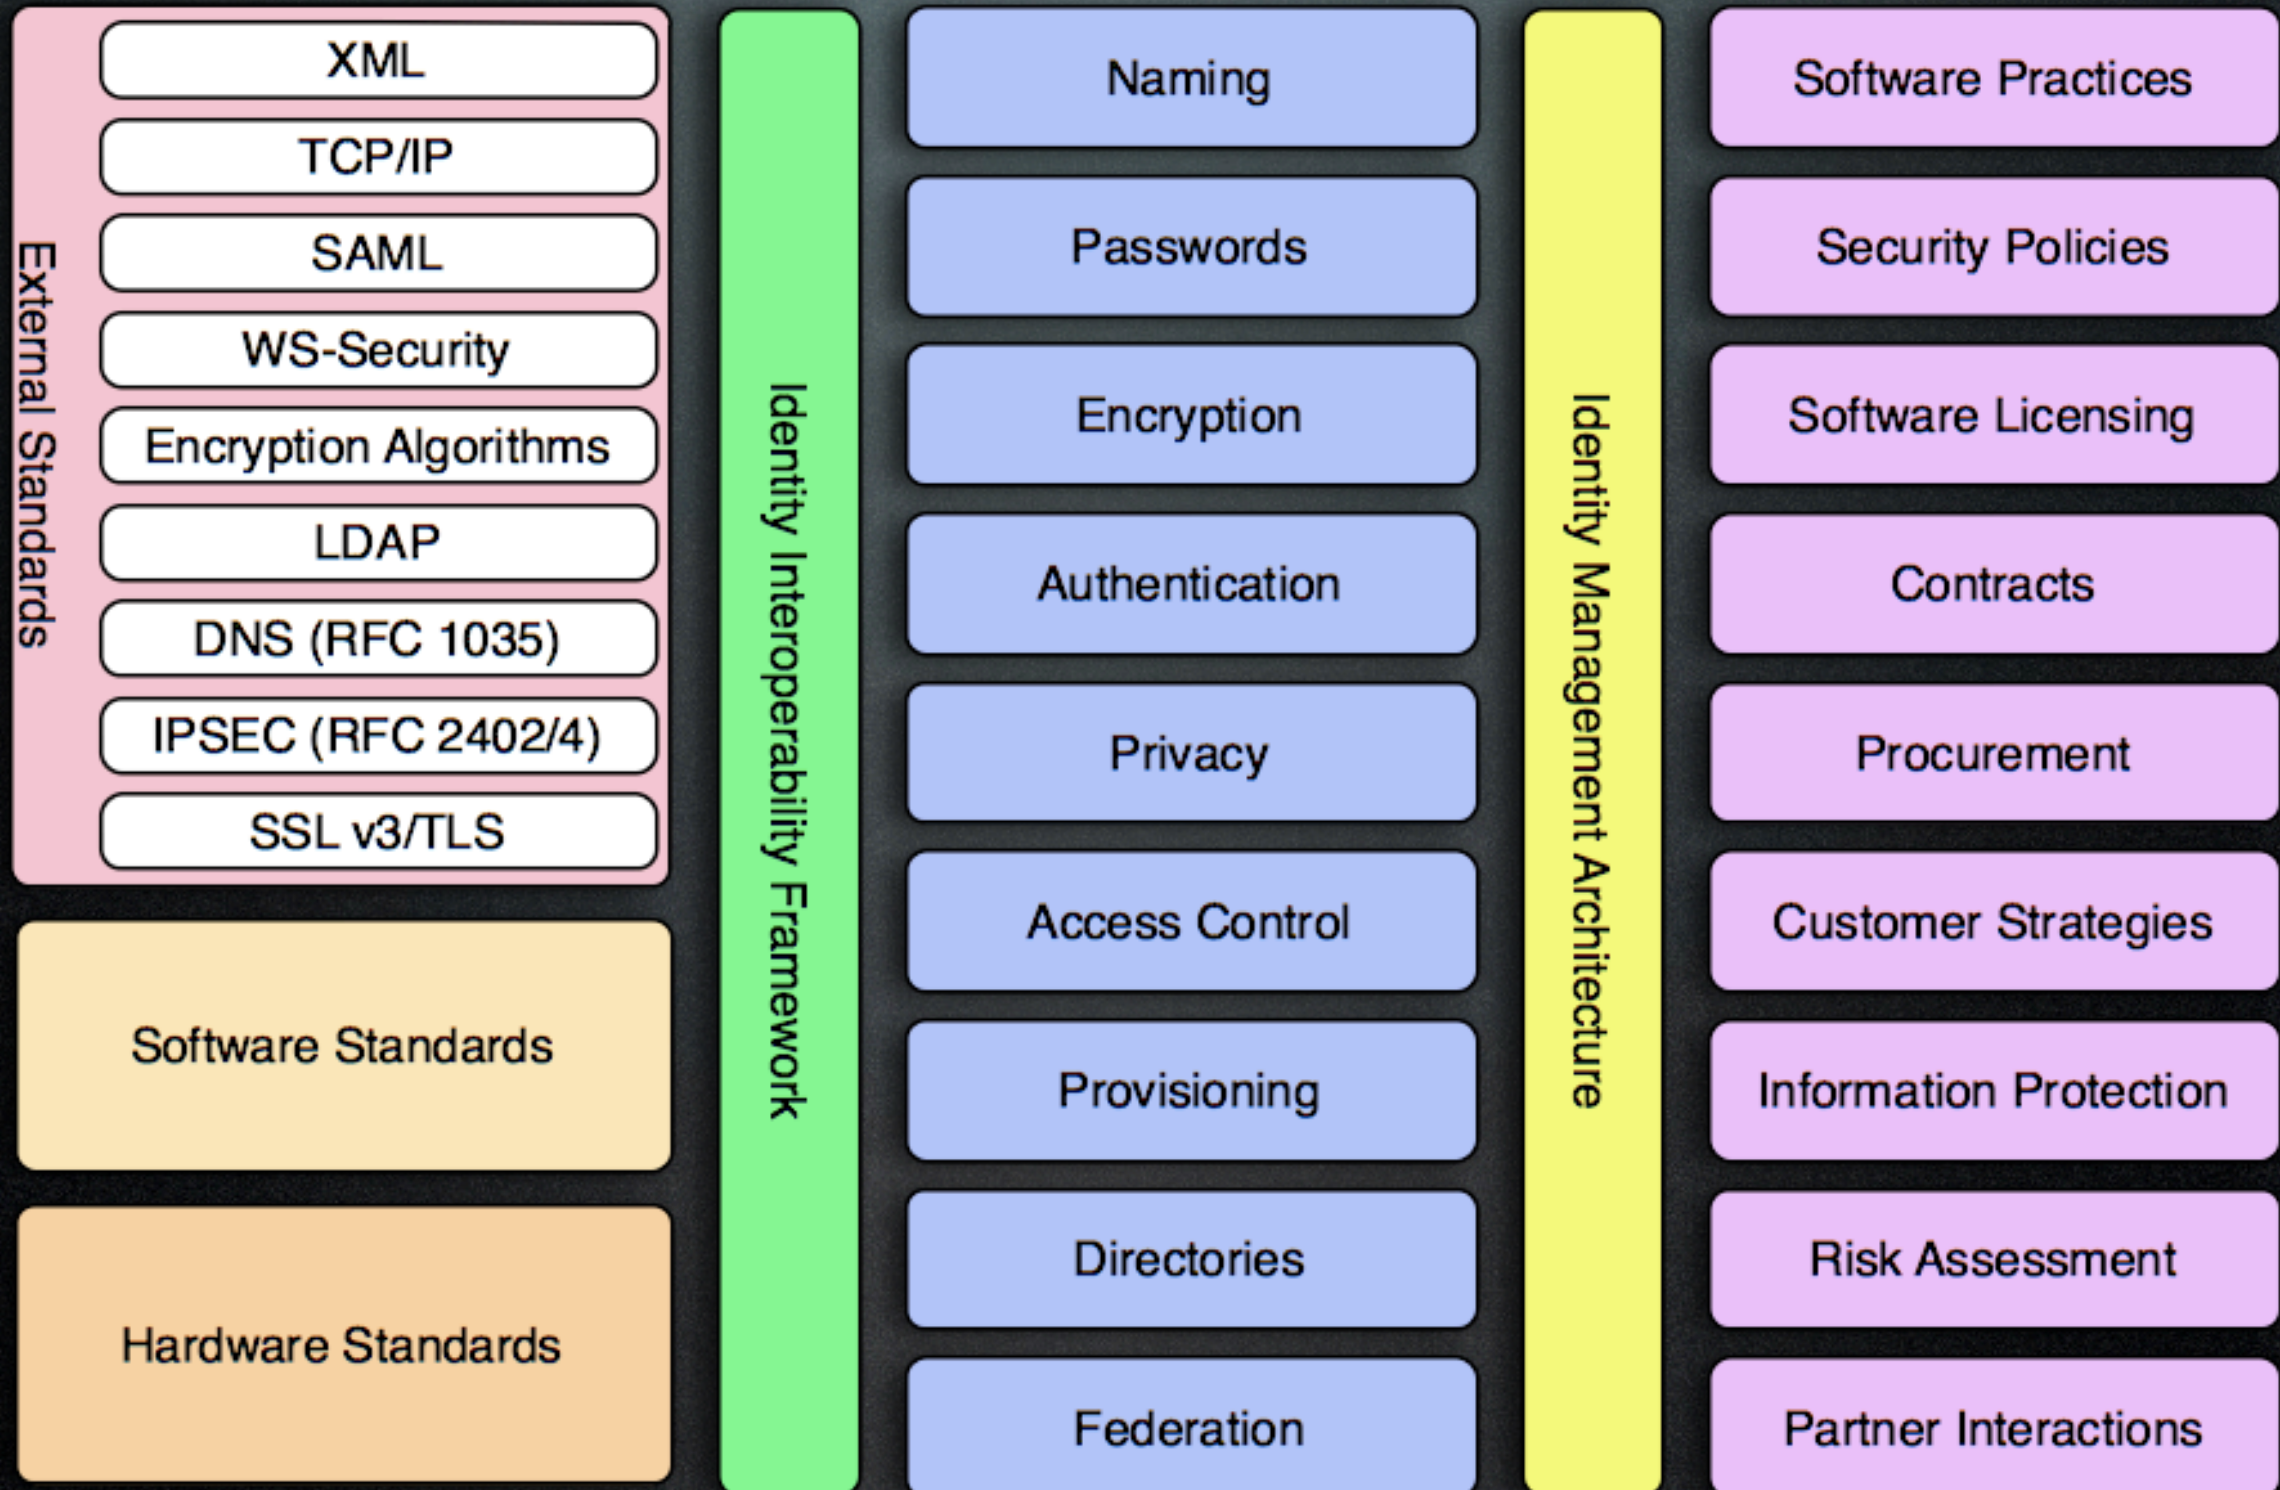 External Standards
XML
TCP/IP
SAML
WS-Security
Encryption Algorithms
LDAP
DNS (RFC 1035)
IPSEC (RFC 2402/4)
SSL v3/TLS
Software Standards
Hardware Standards
Identity Interoperability Framework
Naming
Passwords
Encryption
Authentication
Privacy
Access Control
Provisioning
Directories
Federation
Identity Management Architecture
Software Practices
Security Policies
Software Licensing
Contracts
Procurement
Customer Strategies
Information Protection
Risk Assessment
Partner Interactions